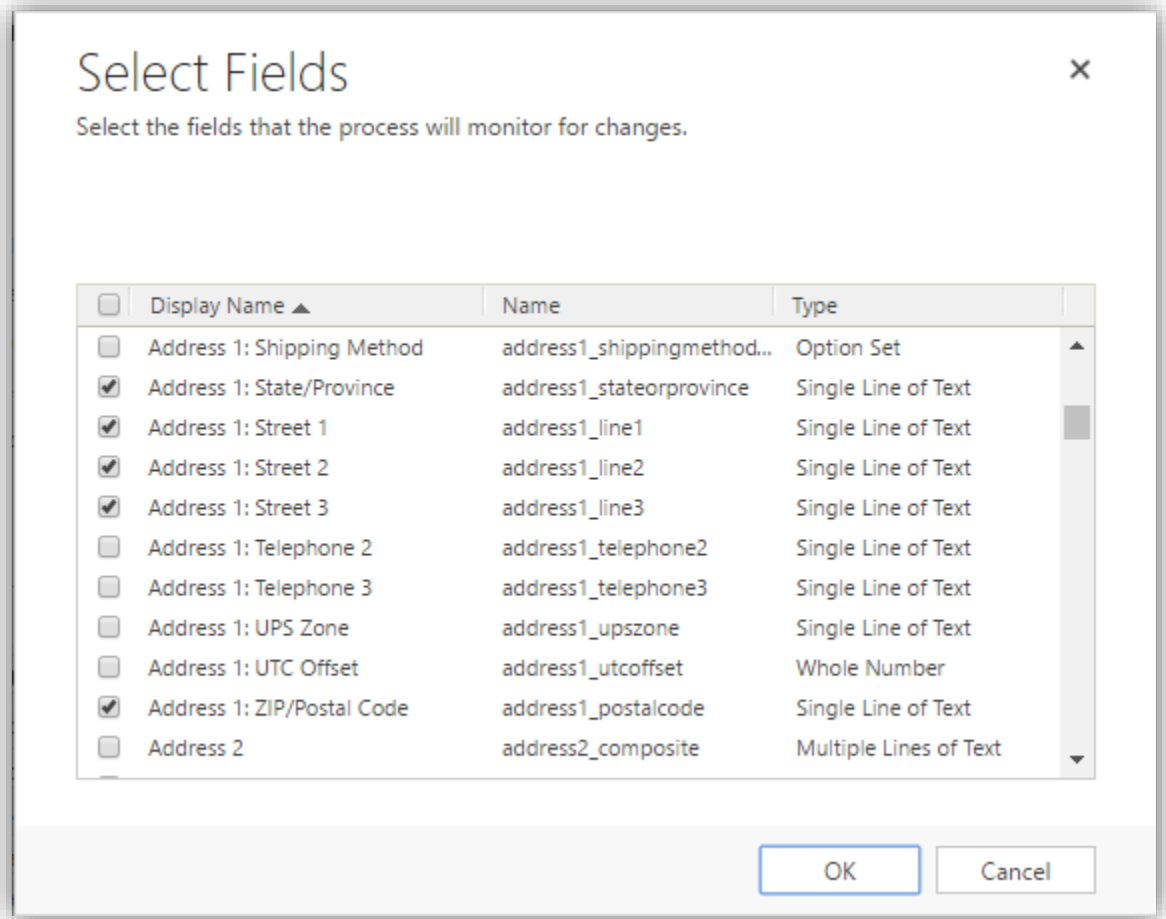 Select Fields
Select the fields that the process will monitor for changes.
Display Name Name Type
Address 1: Shipping Method address1_shippingmethod... Option Set
Address 1: State/Province address1_stateorprovince Single Line of Text
Address 1: Street 1 address1_line1 Single Line of Text
Address 1: Street 2 address1_line2 Single Line of Text
Address 1: Street 3 address1_line3 Single Line of Text
Address 1: Telephone 2 address1_telephone2 Single Line of Text
Address 1: Telephone 3 address1_telephone3 Single Line of Text
Address 1: UPS Zone address1_upszone Single Line of Text
Address 1: UTC Offset address1_utcoffset Whole Number
Address 1: ZIP/Postal Code address1_postalcode Single Line of Text
Address 2 address2_composite Multiple Lines of Text
OK Cancel